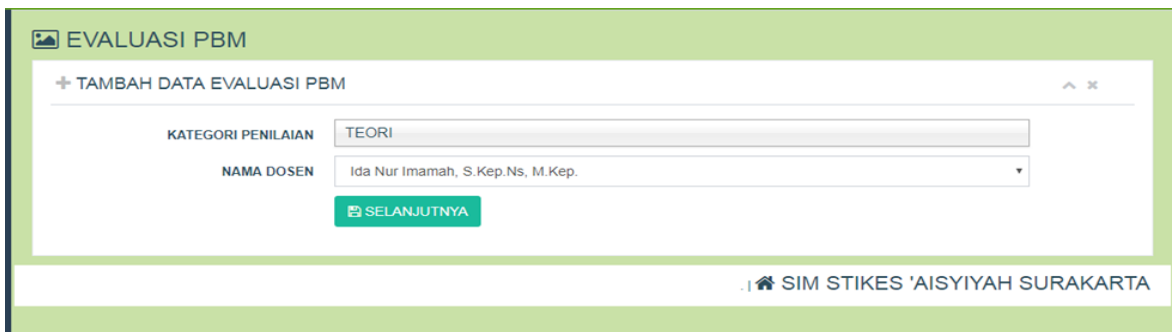 EVALUASI PBM
TAMBAH DATA EVALUASI PBM
KATEGORI PENILAIAN TEORI
NAMA DOSEN Ida Nur Imamah, S.Kep.Ns, M.Kep.
SELANJUTNYA
. | SIM STIKES 'AISYIYAH SURAKARTA